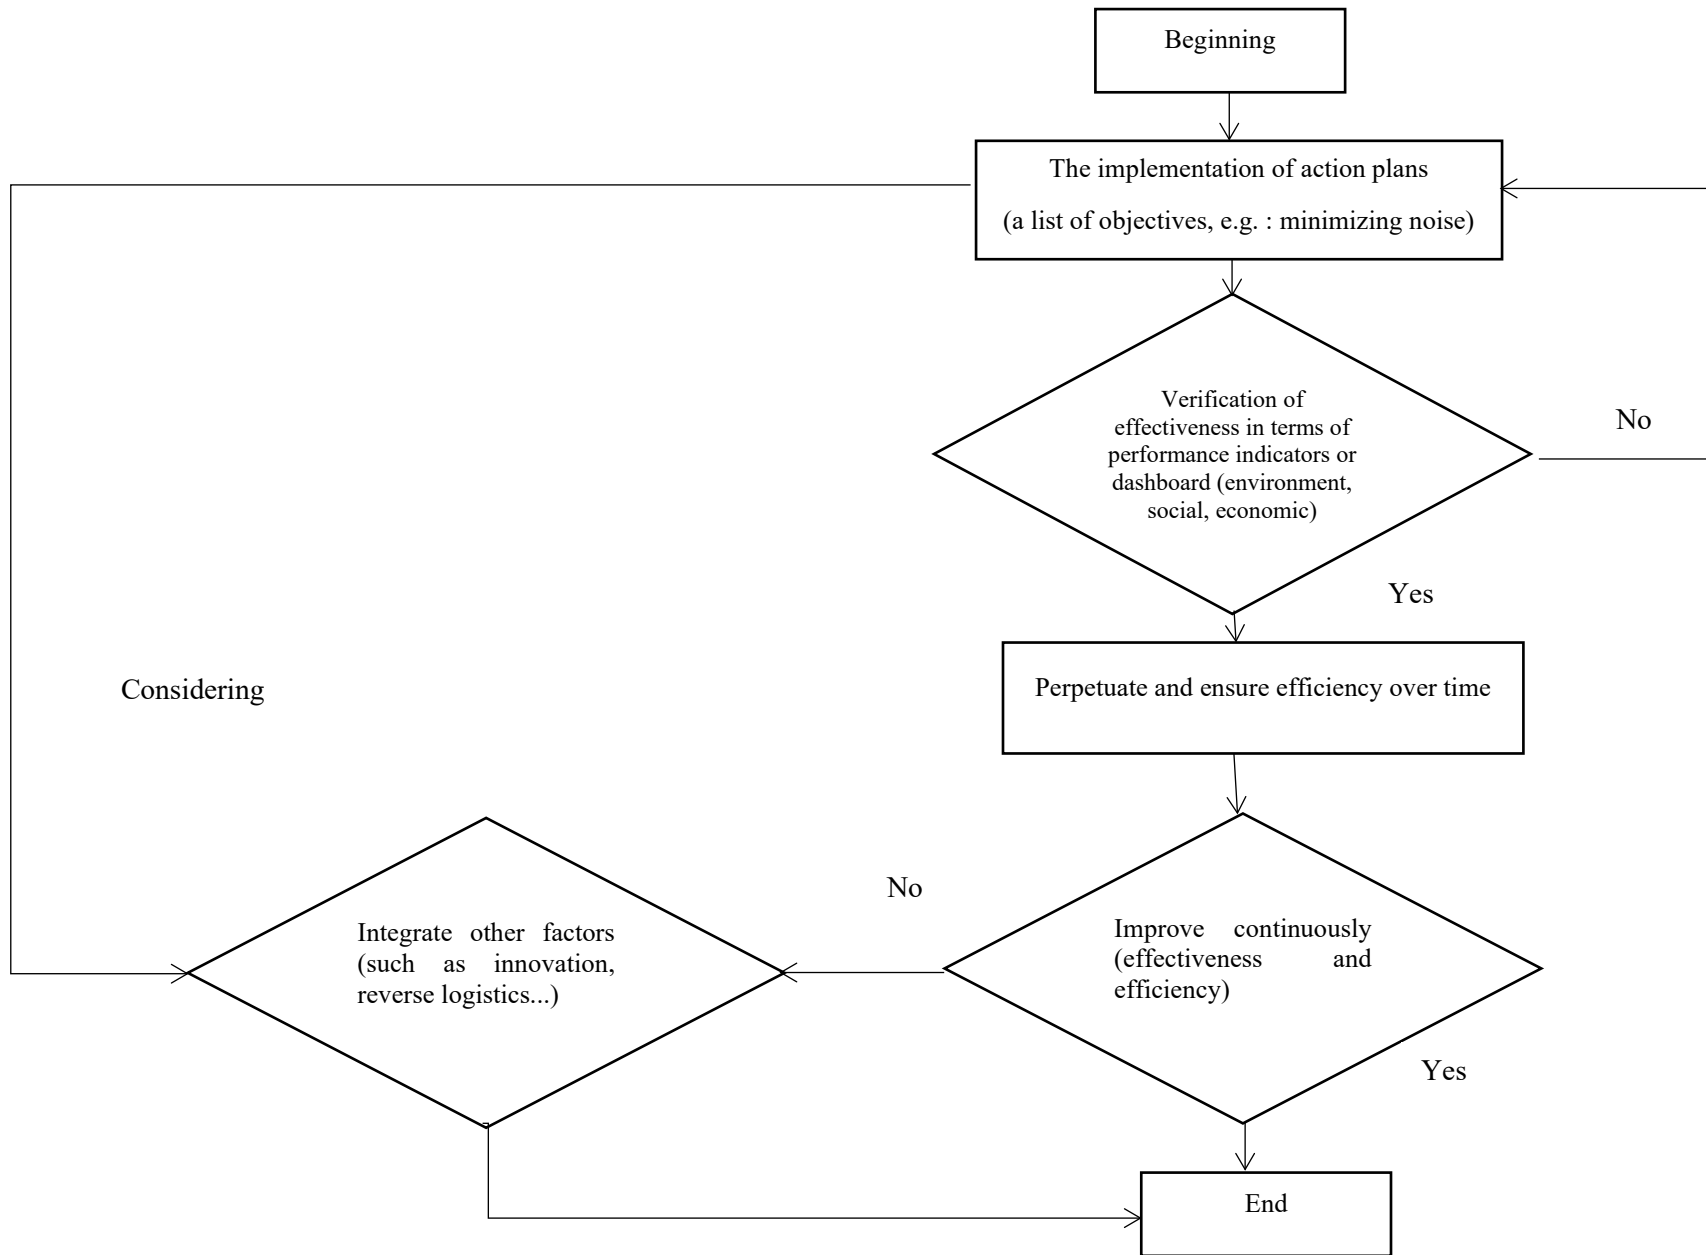 Beginning
The implementation of action plans
(a list of objectives, e.g. : minimizing noise)
Verification of
effectiveness in terms of
performance indicators or
dashboard (environment,
social, economic)
No
Yes
Perpetuate and ensure efficiency over time
Considering
No
Integrate other factors
(such as innovation,
reverse logistics...)
Improve continuously
(effectiveness and
efficiency)
Yes
End